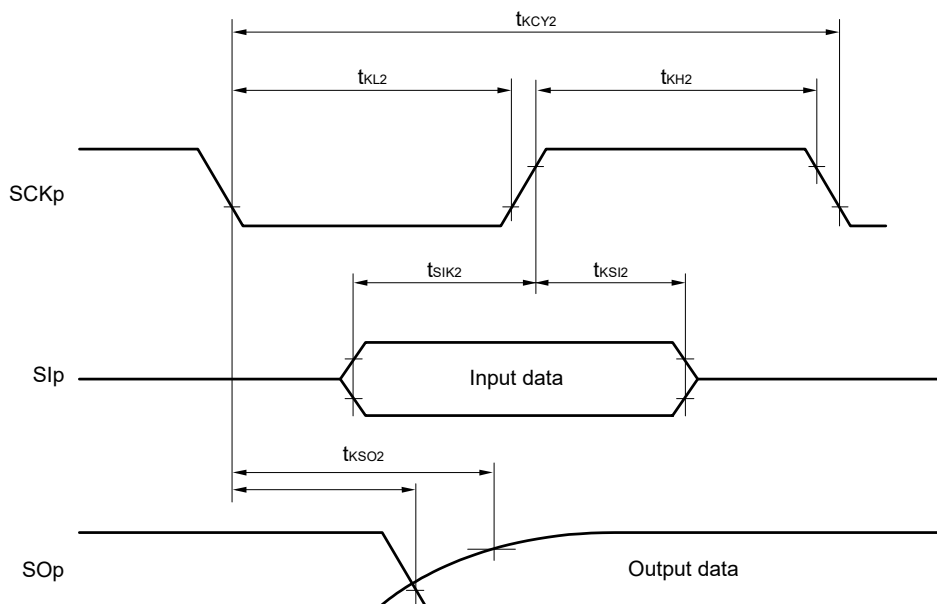 tKCY2
tKL2
tKH2
SCKp
tSIK2
tKSI2
SIp
Input data
tKSO2
SOp
Output data